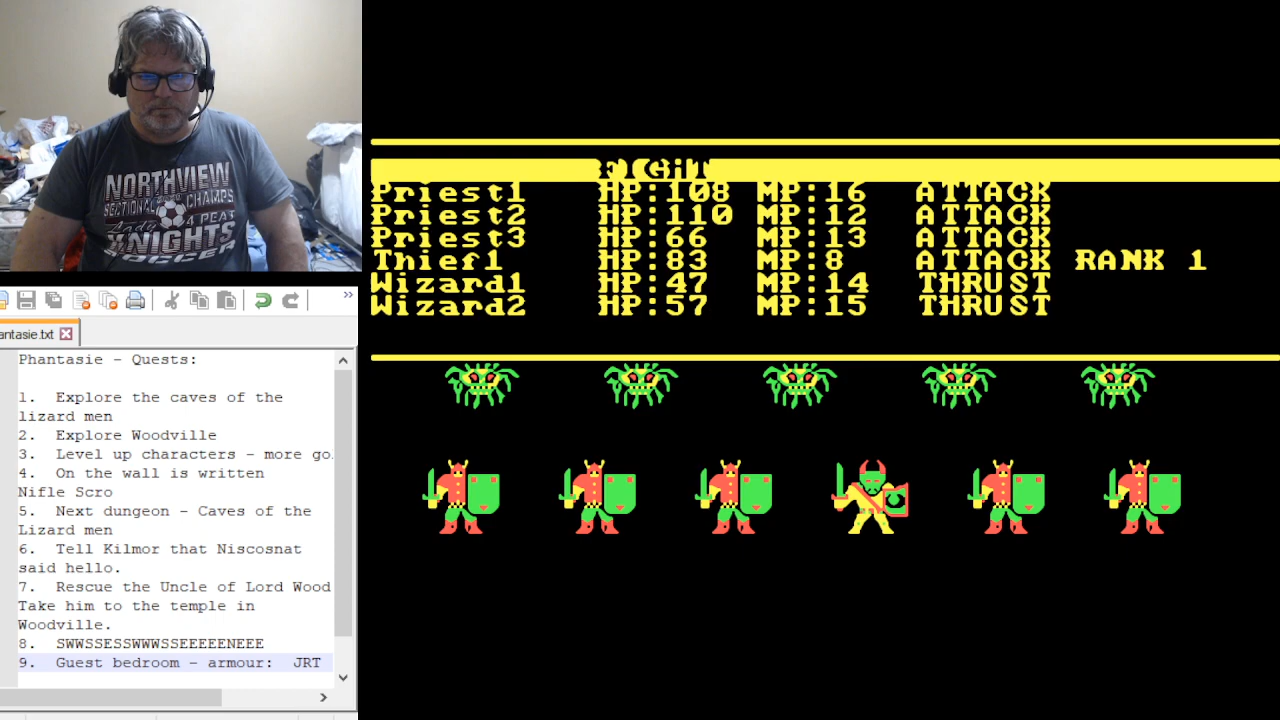 NORTHVIEW
SECTIONAL CHAMPS
Lady 4 PEAT
KNIGHTS
SOCCER
FIGHT
Priest1 HP:108 MP:16 ATTACK
Priest2 HP:110 MP:12 ATTACK
Priest3 HP:66 MP:13 ATTACK
Thief1 HP:83 MP:8 ATTACK RANK 1
Wizard1 HP:47 MP:14 THRUST
Wizard2 HP:57 MP:15 THRUST
antasie.txt
Phantasie - Quests:
1. Explore the caves of the
lizard men
2. Explore Woodville
3. Level up characters - more go
4. On the wall is written
Nifle Scro
5. Next dungeon - Caves of the
Lizard men
6. Tell Kilmor that Niscosnat
said hello.
7. Rescue the Uncle of Lord Wood
Take him to the temple in
Woodville.
8. SWWSSESSWWWSSEEEEENEEE
9. Guest bedroom - armour: JRT